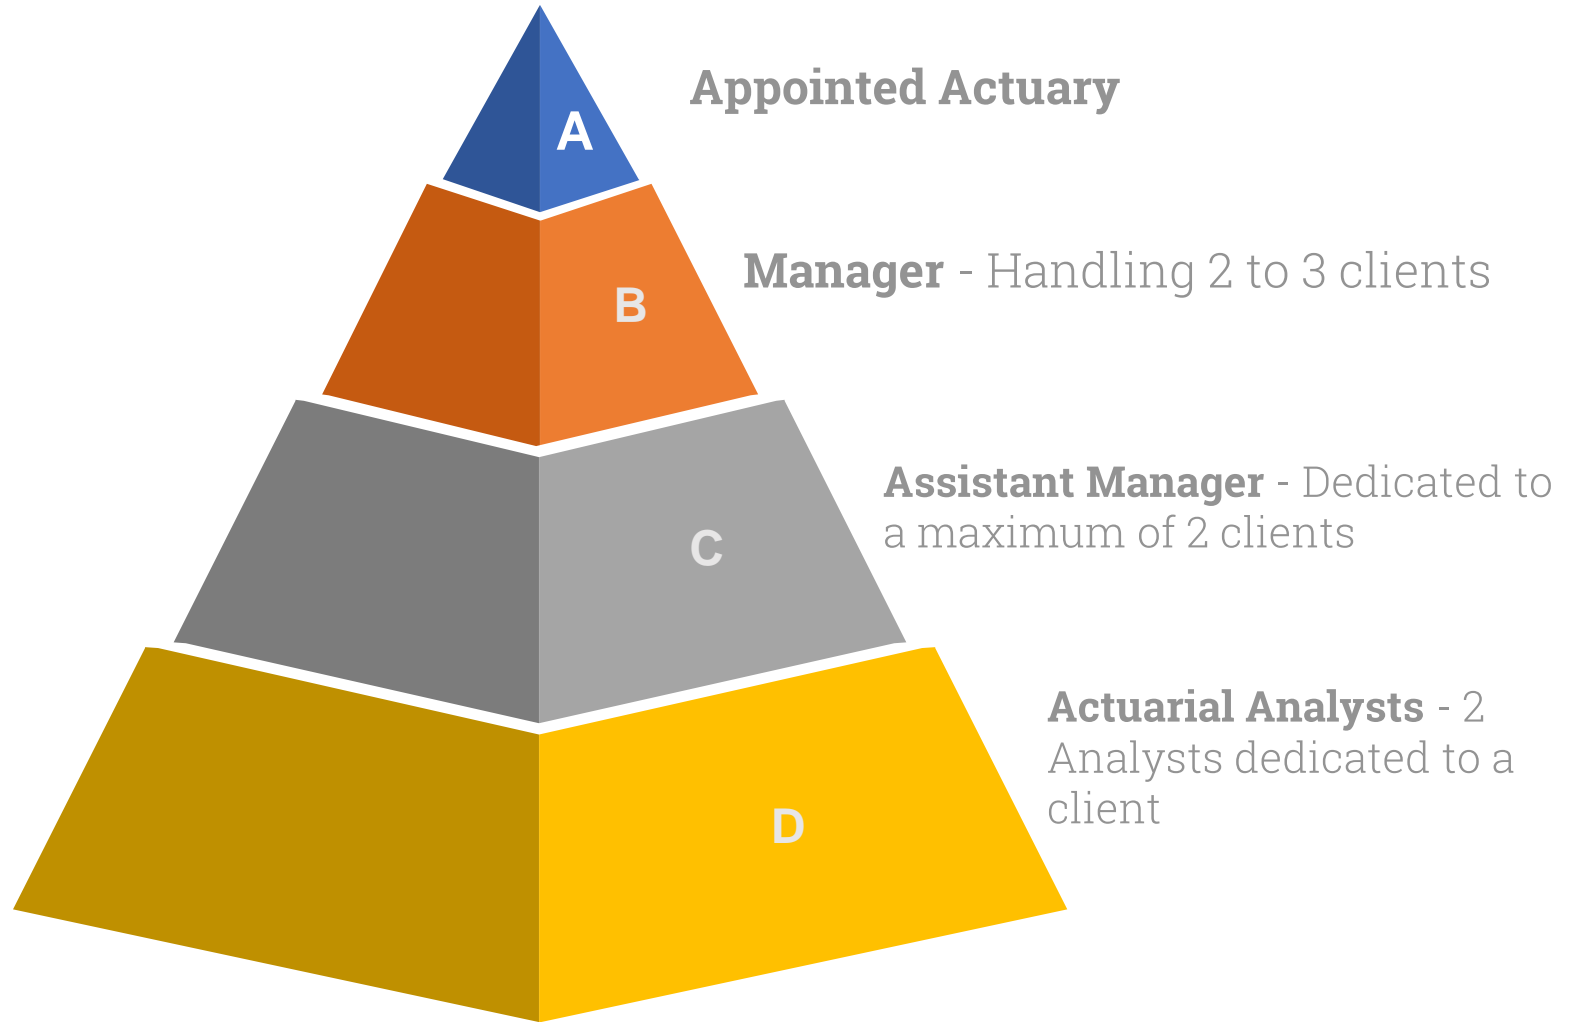 A
Appointed Actuary
B
Manager - Handling 2 to 3 clients
C
Assistant Manager - Dedicated to
a maximum of 2 clients
D
Actuarial Analysts - 2
Analysts dedicated to a
client